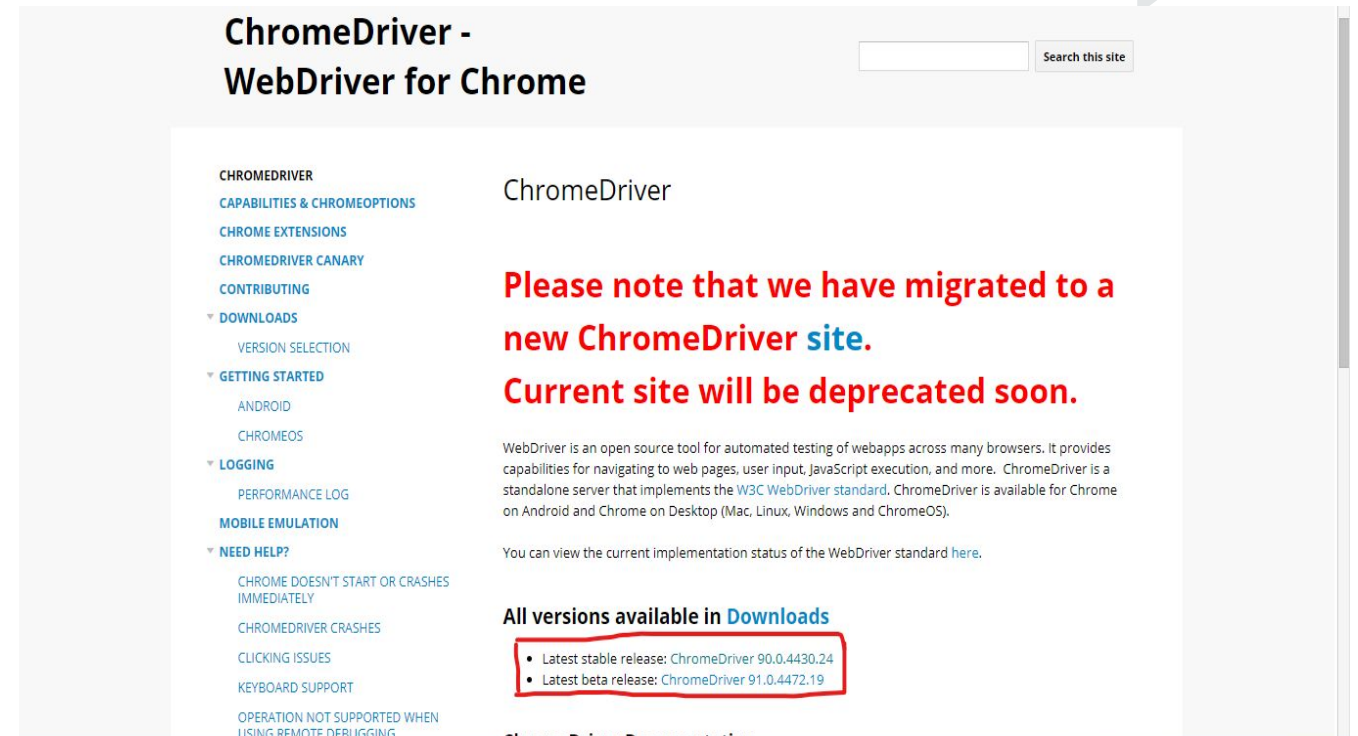 ChromeDriver -
WebDriver for Chrome
Search this site
CHROMEDRIVER
CAPABILITIES & CHROMEOPTIONS
CHROME EXTENSIONS
CHROMEDRIVER CANARY
CONTRIBUTING
DOWNLOADS
VERSION SELECTION
GETTING STARTED
ANDROID
CHROMEOS
LOGGING
PERFORMANCE LOG
MOBILE EMULATION
NEED HELP?
CHROME DOESN'T START OR CRASHES
IMMEDIATELY
CHROMEDRIVER CRASHES
CLICKING ISSUES
KEYBOARD SUPPORT
OPERATION NOT SUPPORTED WHEN
USING REMOTE DEBUGGING
ChromeDriver
Please note that we have migrated to a
new ChromeDriver site.
Current site will be deprecated soon.
WebDriver is an open source tool for automated testing of webapps across many browsers. It provides
capabilities for navigating to web pages, user input, JavaScript execution, and more.  ChromeDriver is a
standalone server that implements the W3C WebDriver standard. ChromeDriver is available for Chrome
on Android and Chrome on Desktop (Mac, Linux, Windows and ChromeOS).
You can view the current implementation status of the WebDriver standard here.
All versions available in Downloads
• Latest stable release: ChromeDriver 90.0.4430.24
• Latest beta release: ChromeDriver 91.0.4472.19